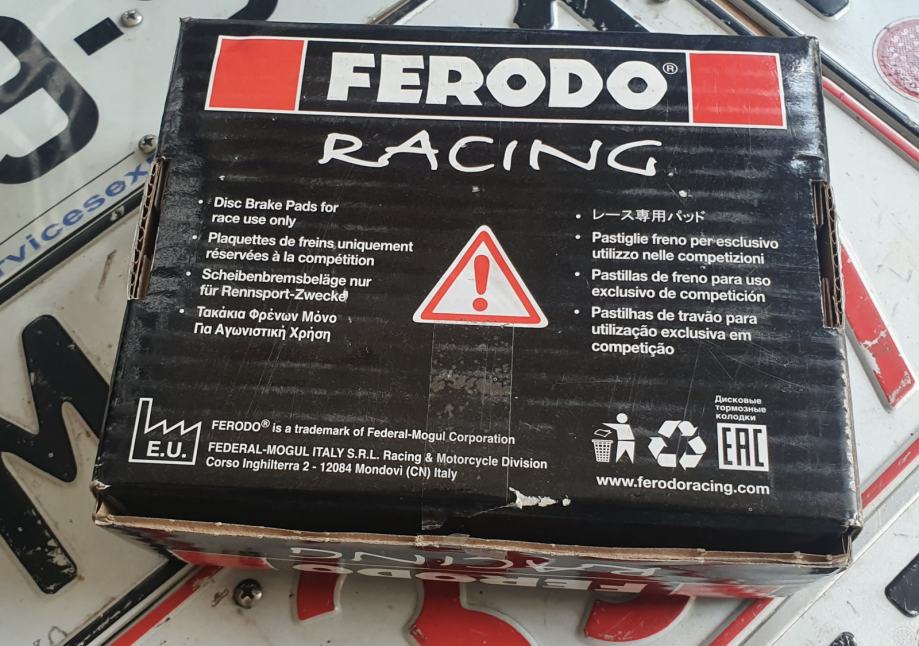 FERODO®
RACING
• Disc Brake Pads for
race use only
• Plaquettes de freins uniquement
réservées à la compétition
• Scheibenbremsbeläge nur
für Rennsport-Zwecke
• Τακάκια Φρένων Μόνο
Για Αγωνιστική Χρήση
• レース専用パッド
• Pastiglie freno per esclusivo
utilizzo nelle competizioni
• Pastillas de freno para uso
exclusivo de competición
• Pastilhas de travão para
utilização exclusiva em
competição
E.U.
FERODO® is a trademark of Federal-Mogul Corporation
FEDERAL-MOGUL ITALY S.R.L. Racing & Motorcycle Division
Corso Inghilterra 2 - 12084 Mondovì (CN) Italy
Дисковые
тормозные
колодки
EAC
www.ferodoracing.com
RACING
FERODO
FERODO